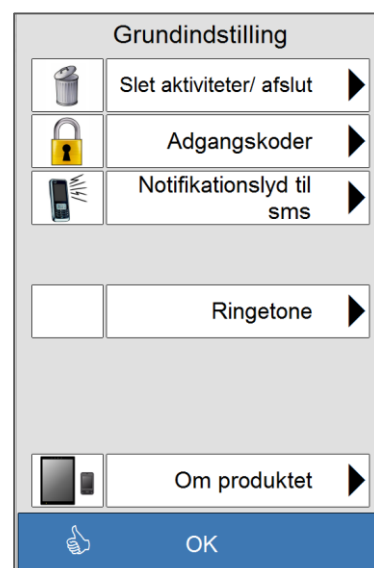 Grundindstilling
Slet aktiviteter/ afslut
Adgangskoder
Notifikationslyd til
sms
Ringetone
Om produktet
OK